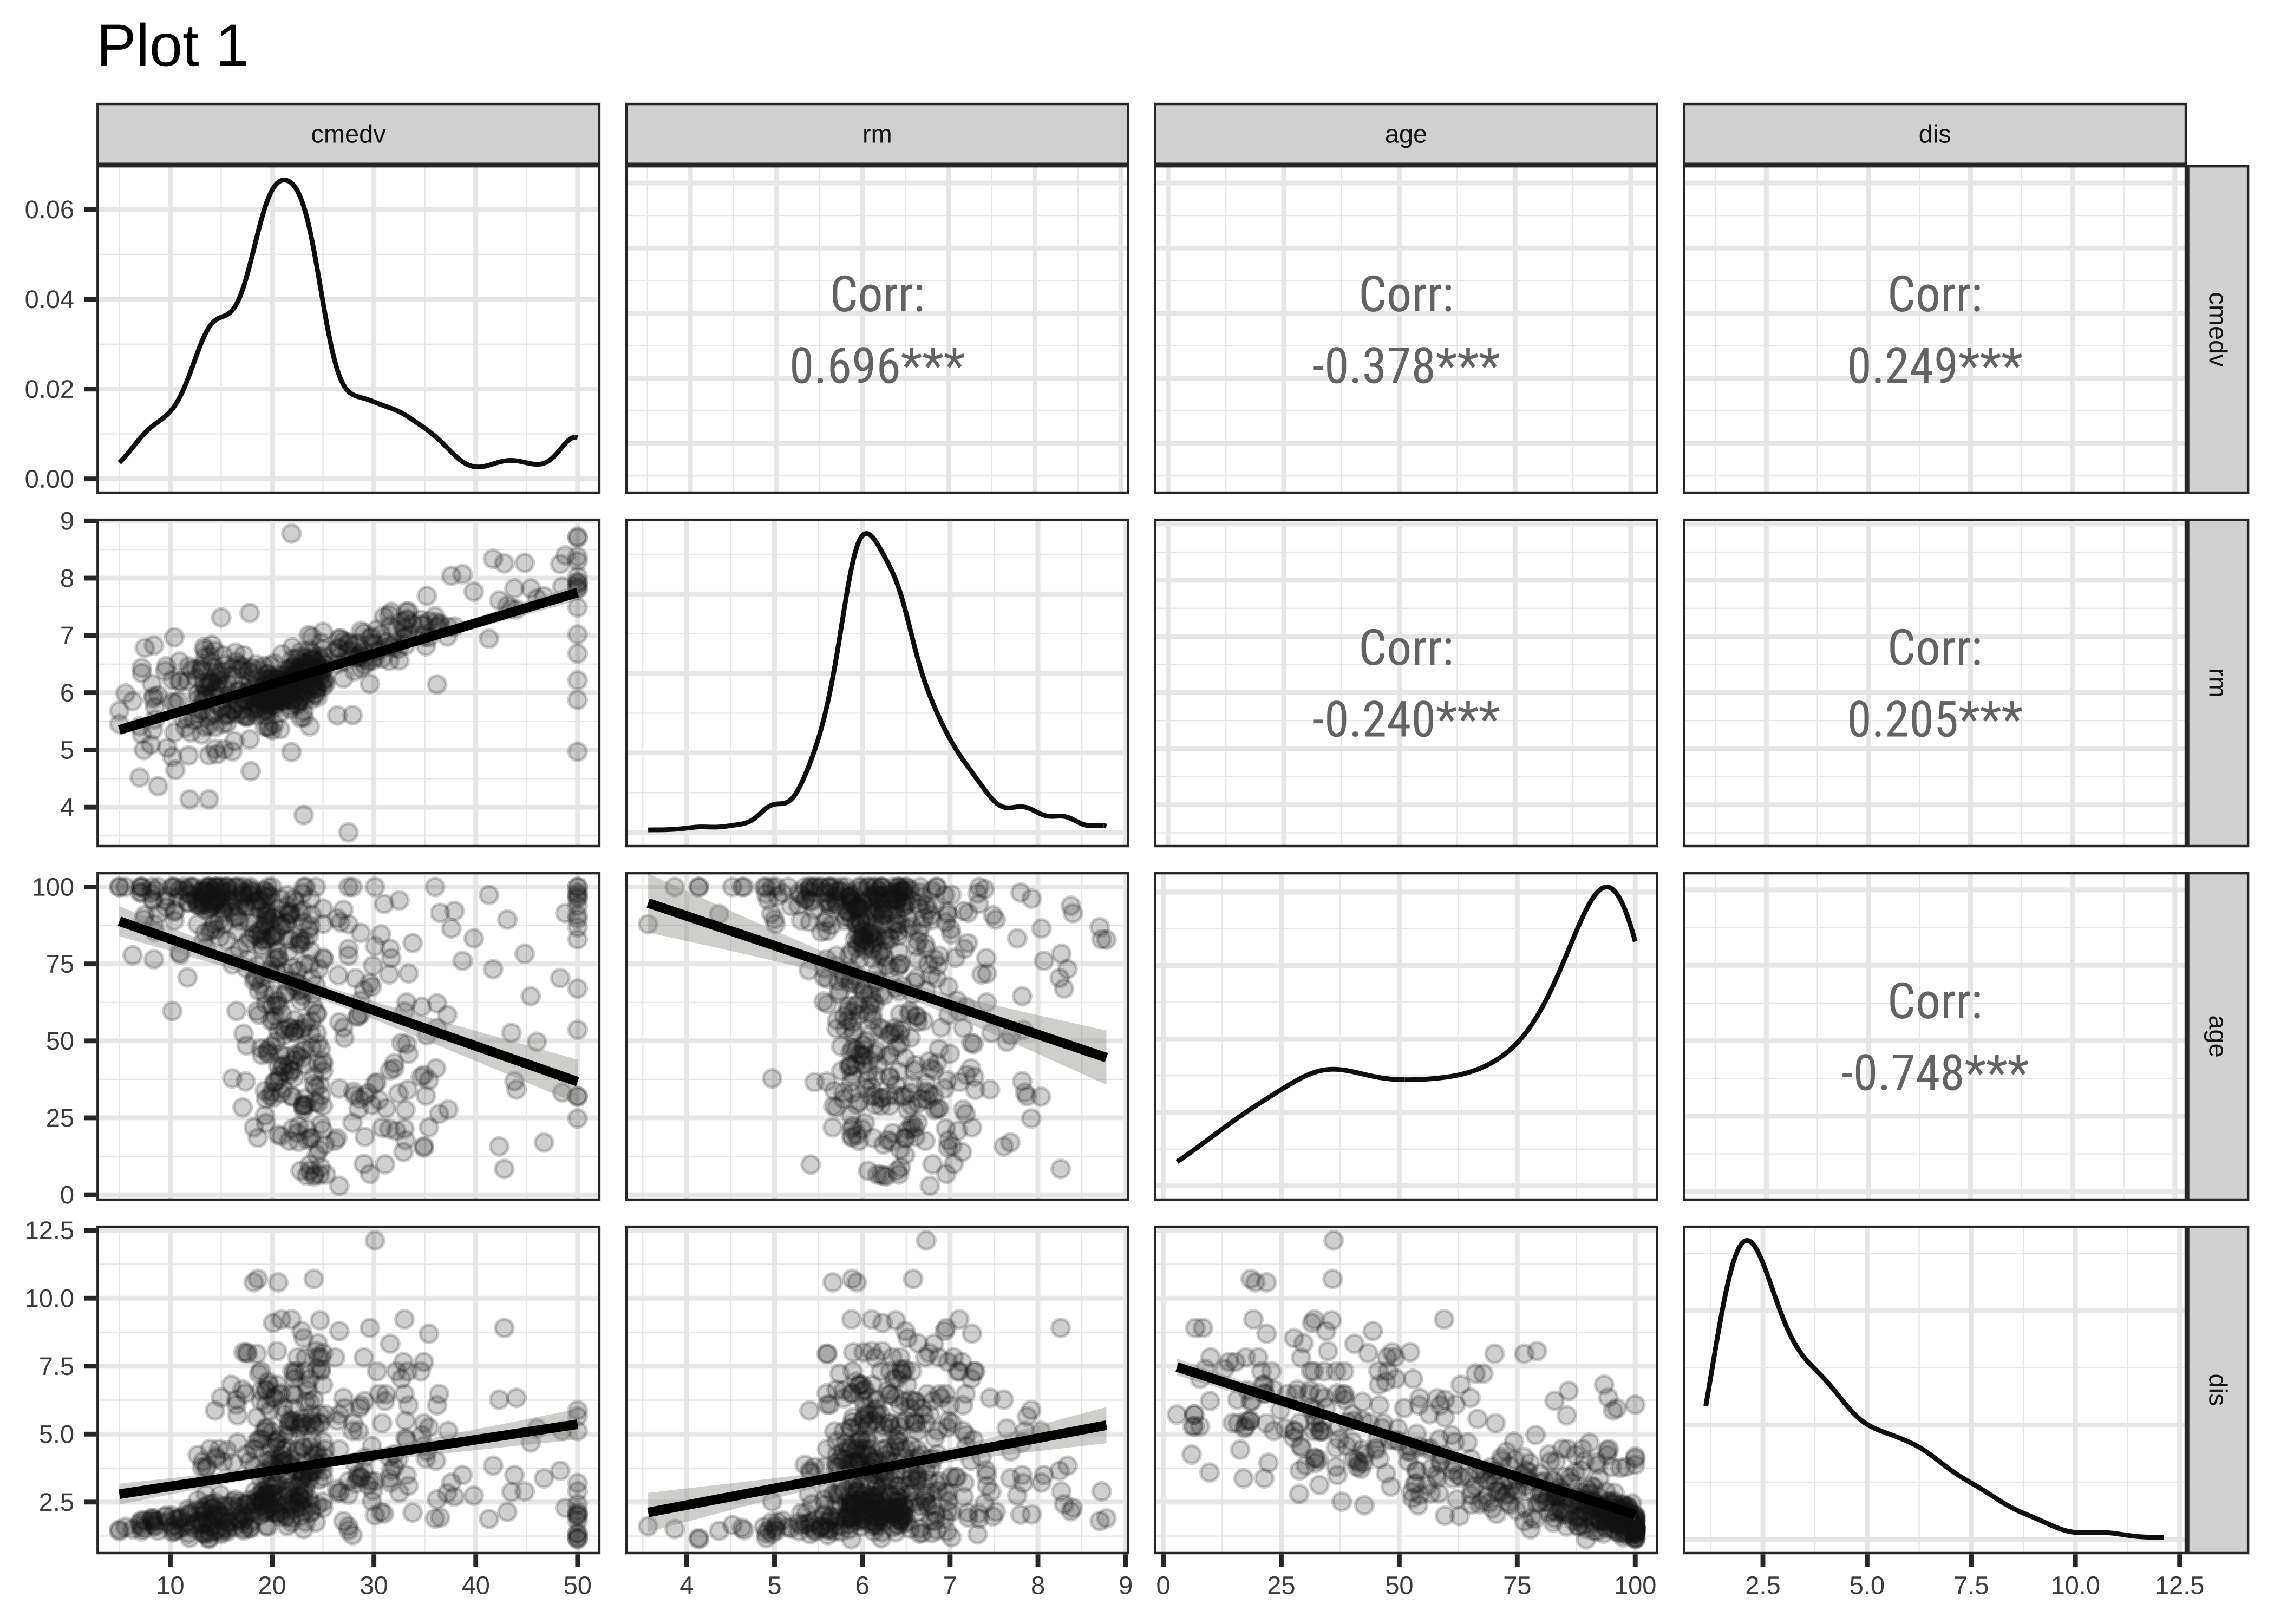 Plot 1
cmedv
rm
age
dis
0.06
0.04
0.02
0.00
Corr:
0.696***
Corr:
-0.378***
Corr:
0.249***
cmedv
9
8
7
6
5
4
Corr:
-0.240***
Corr:
0.205***
rm
100
75
50
25
0
Corr:
-0.748***
age
12.5
10.0
7.5
5.0
2.5
dis
10 20 30 40 50
4 5 6 7 8 9
0 25 50 75 100
2.5 5.0 7.5 10.0 12.5